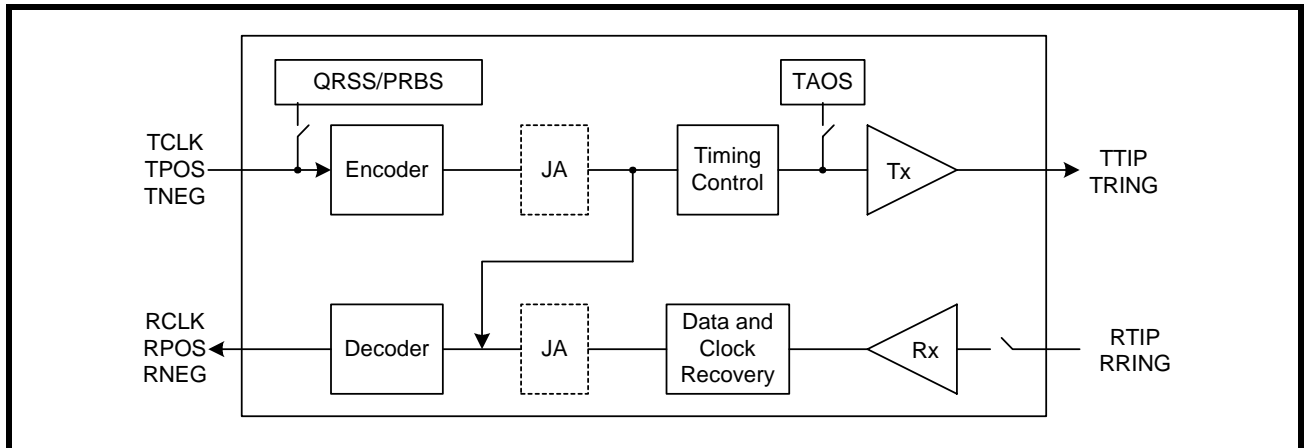 QRSS/PRBS
TAOS
TCLK
TPOS
TNEG
Encoder
JA
Timing
Control
Tx
TTIP
TRING
RCLK
RPOS
RNEG
Decoder
JA
Data and
Clock
Recovery
Rx
RTIP
RRING